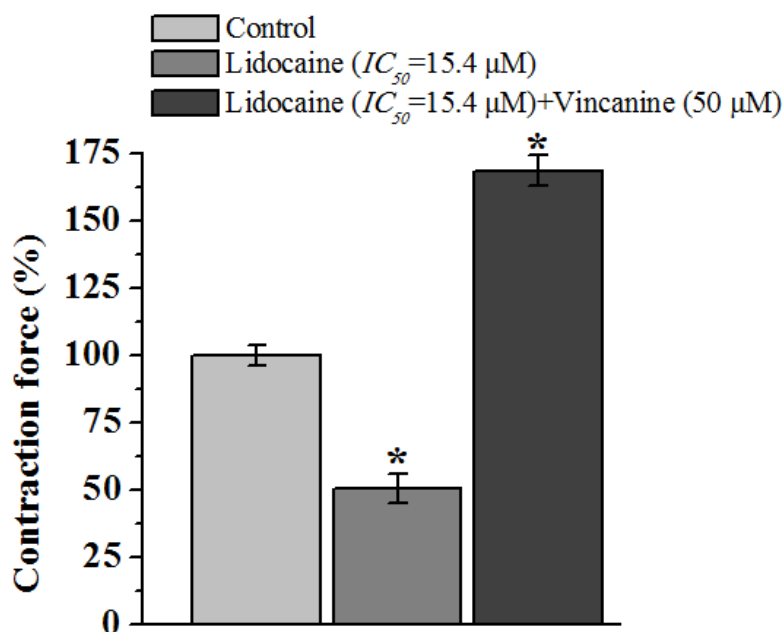 Control
Lidocaine (IC50=15.4 μM)
Lidocaine (IC50=15.4 μM)+Vincanine (50 μM)
175
150
125
100
75
50
25
0
Contraction force (%)
*
*